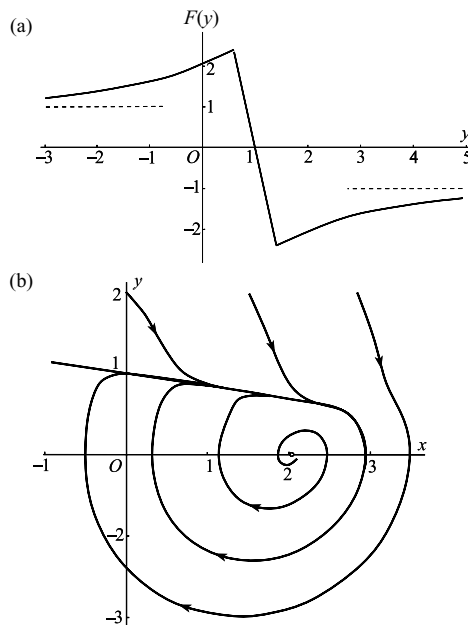 (a)
F(y)
2
1
y
–3 –2 –1 O 1 2 3 4 5
–1
–2
(b)
y
2
1
x
–1 O 1 2 3
–2
–3